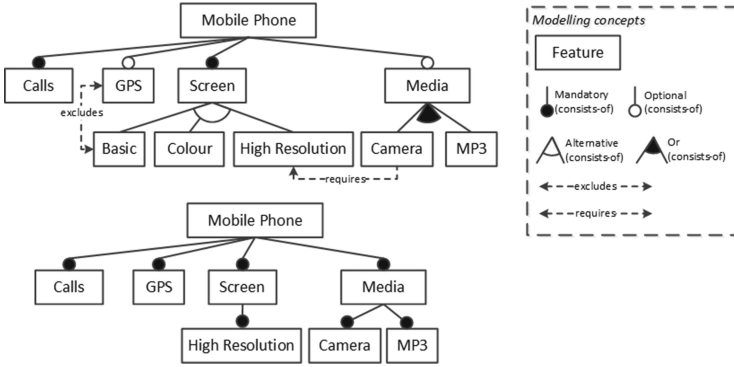 Mobile Phone
Calls
GPS
Screen
Media
excludes
Basic
Colour
High Resolution
Camera
MP3
requires
Mobile Phone
Calls
GPS
Screen
Media
High Resolution
Camera
MP3
Modelling concepts
Feature
Mandatory
(consists-of)
Optional
(consists-of)
Alternative
(consists-of)
Or
(consists-of)
excludes
requires